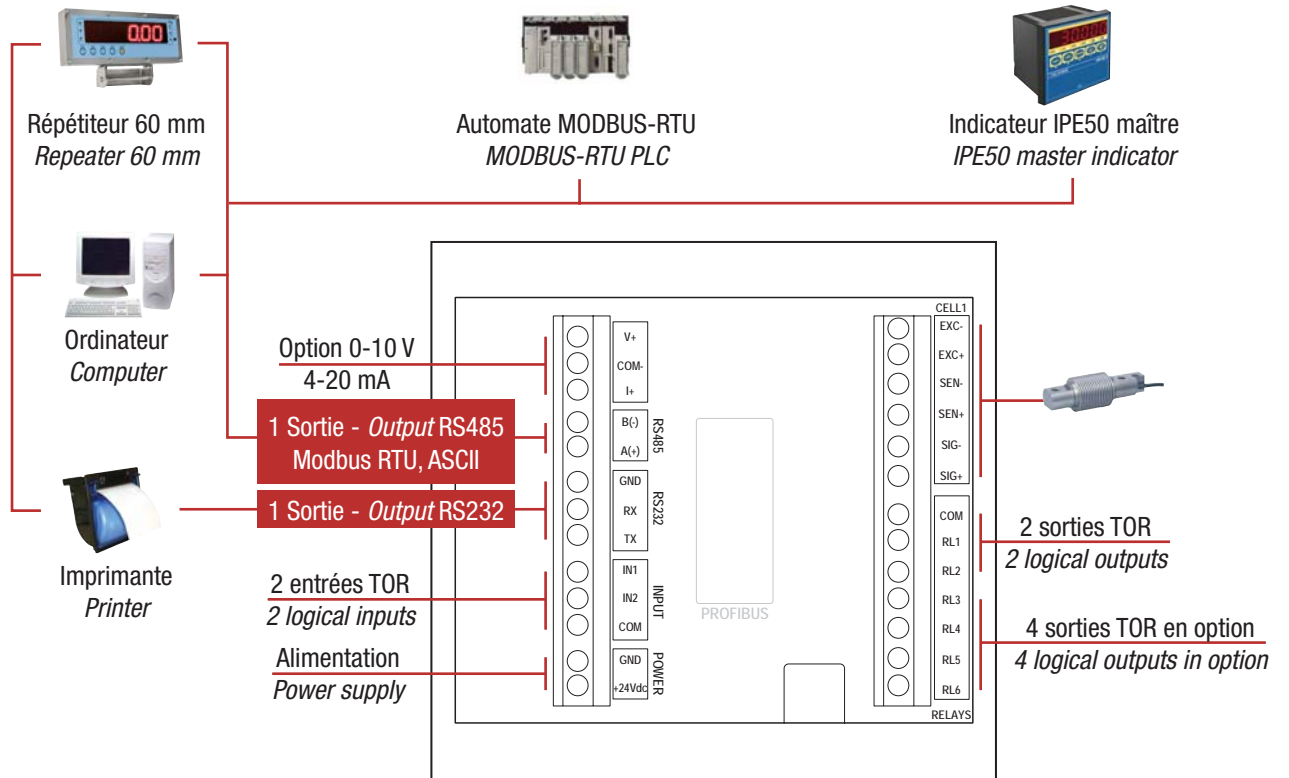 0.00
30.000
Répétiteur 60 mm
Repeater 60 mm
Automate MODBUS-RTU
MODBUS-RTU PLC
Indicateur IPE50 maître
IPE50 master indicator
Ordinateur
Computer
Imprimante
Printer
Option 0-10 V
4-20 mA
1 Sortie - Output RS485
Modbus RTU, ASCII
1 Sortie - Output RS232
2 entrées TOR
2 logical inputs
Alimentation
Power supply
V+
COM-
I+
B(-)
A(+)
RS485
GND
RX
TX
RS232
IN1
IN2
COM
INPUT
GND
+24Vdc
POWER
PROFIBUS
CELL1
EXC-
EXC+
SEN-
SEN+
SIG-
SIG+
COM
RL1
RL2
RL3
RL4
RL5
RL6
RELAYS
2 sorties TOR
2 logical outputs
4 sorties TOR en option
4 logical outputs in option